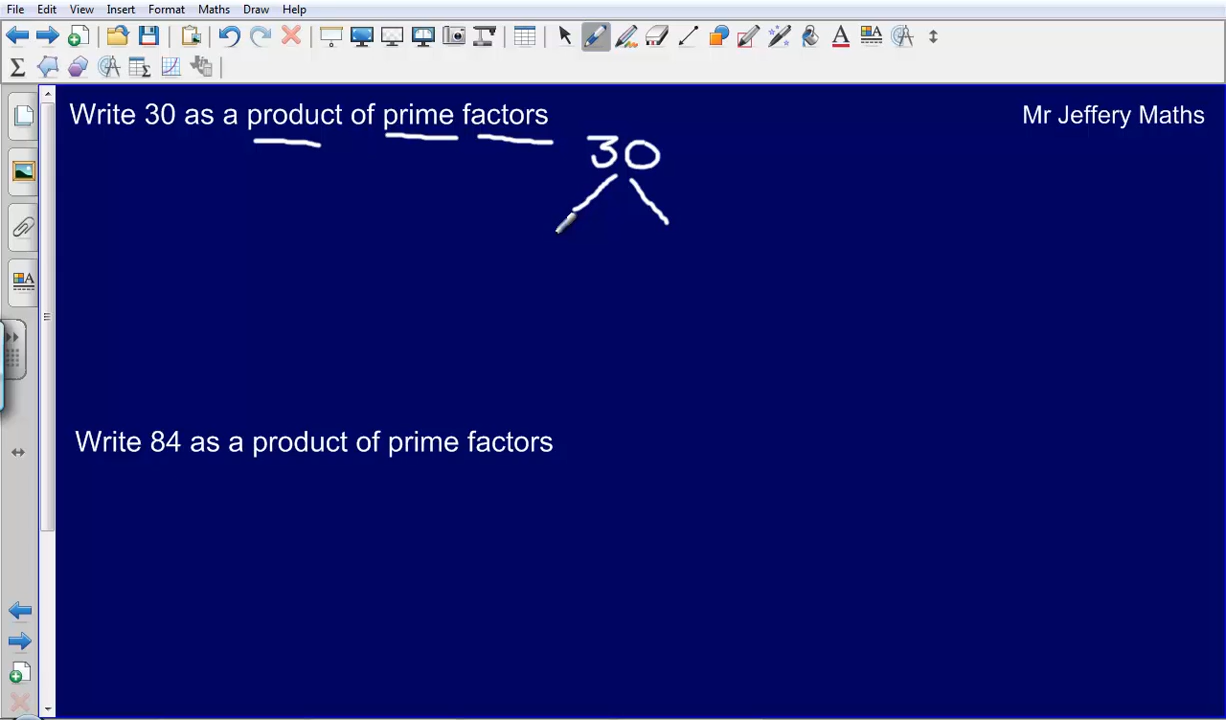 File Edit View Insert Format Maths Draw Help
Write 30 as a product of prime factors
Mr Jeffery Maths
30
Write 84 as a product of prime factors